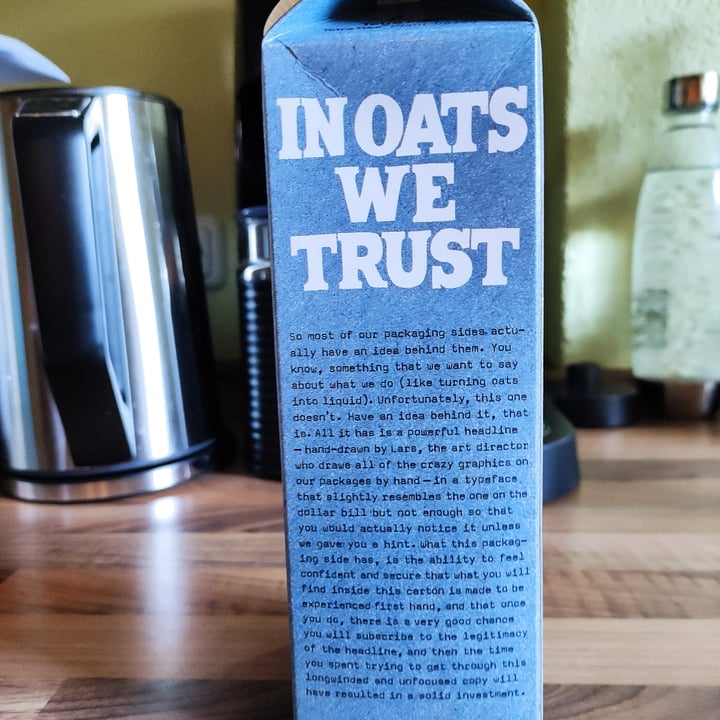 IN OATS
WE
TRUST
So most of our packaging sides actu-
ally have an idea behind them. You
know, something that we want to say
about what we do (like turning oats
into liquid). Unfortunately, this one
doesn't. Have an idea behind it, that
is. All it has is a powerful headline
—hand-drawn by Lars, the art director
who draws all of the crazy graphics on
our packages by hand—in a typeface
that slightly resembles the one on the
dollar bill but not enough so that
you would actually notice it unless
we gave you a hint. What this packag-
ing side has, is the ability to feel
confident and secure that what you will
find inside this carton is made to be
experienced first hand, and that once
you do, there is a very good chance
you will subscribe to the legitimacy
of the headline, and then the time
you spent trying to get through this
longwinded and unfocused copy will
have resulted in a solid investment.